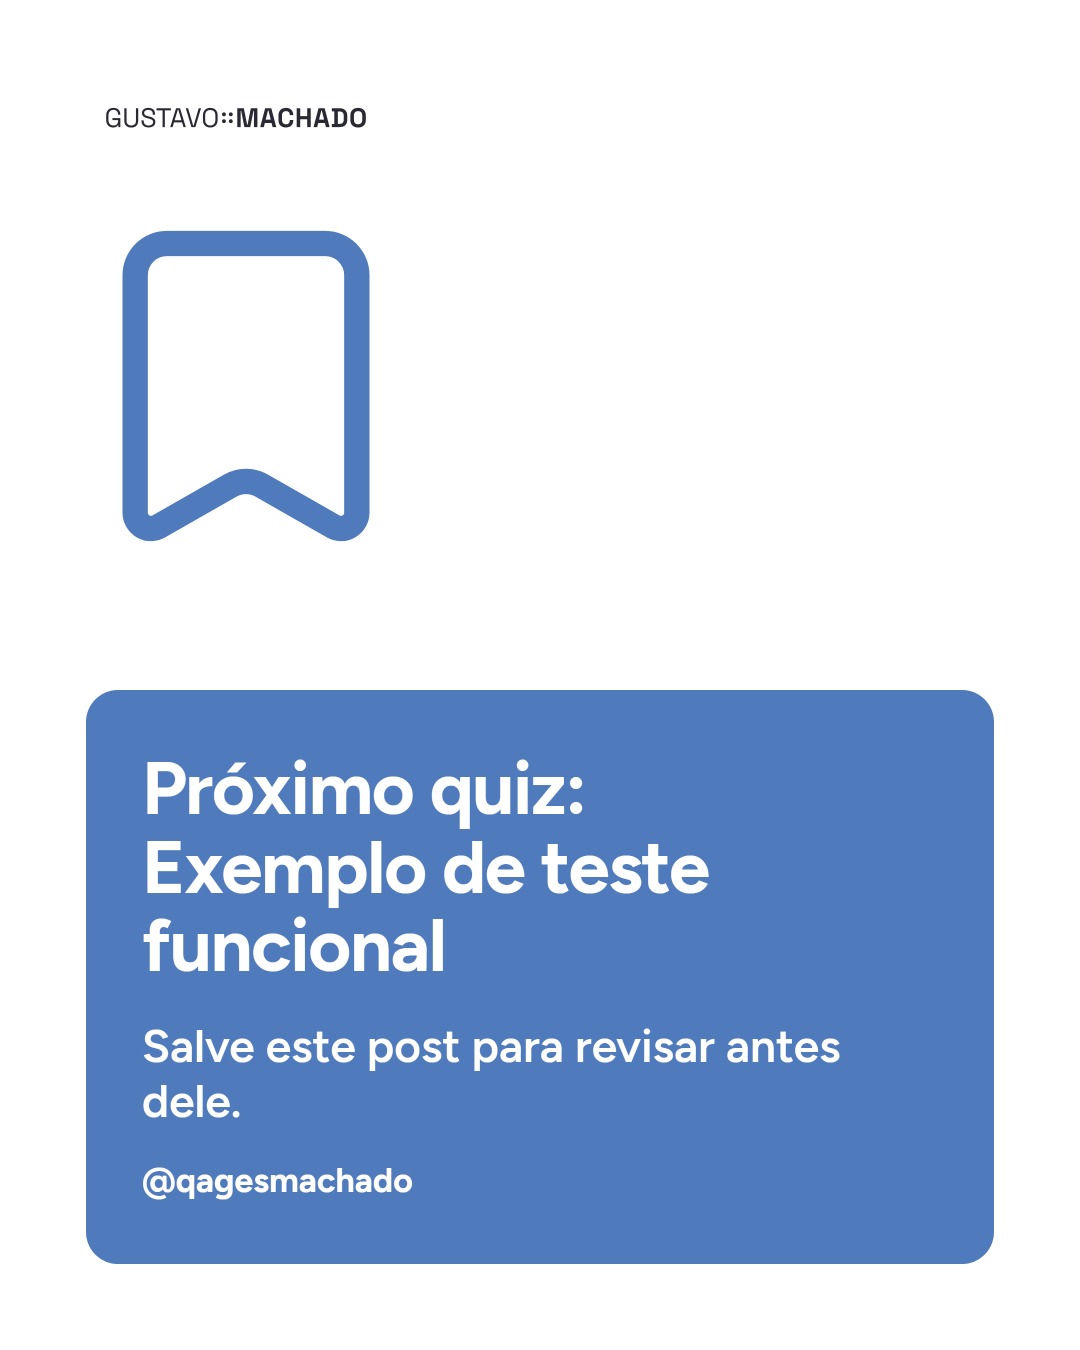 GUSTAVO::MACHADO
Próximo quiz:
Exemplo de teste
funcional
Salve este post para revisar antes
dele.
@qagesmachado